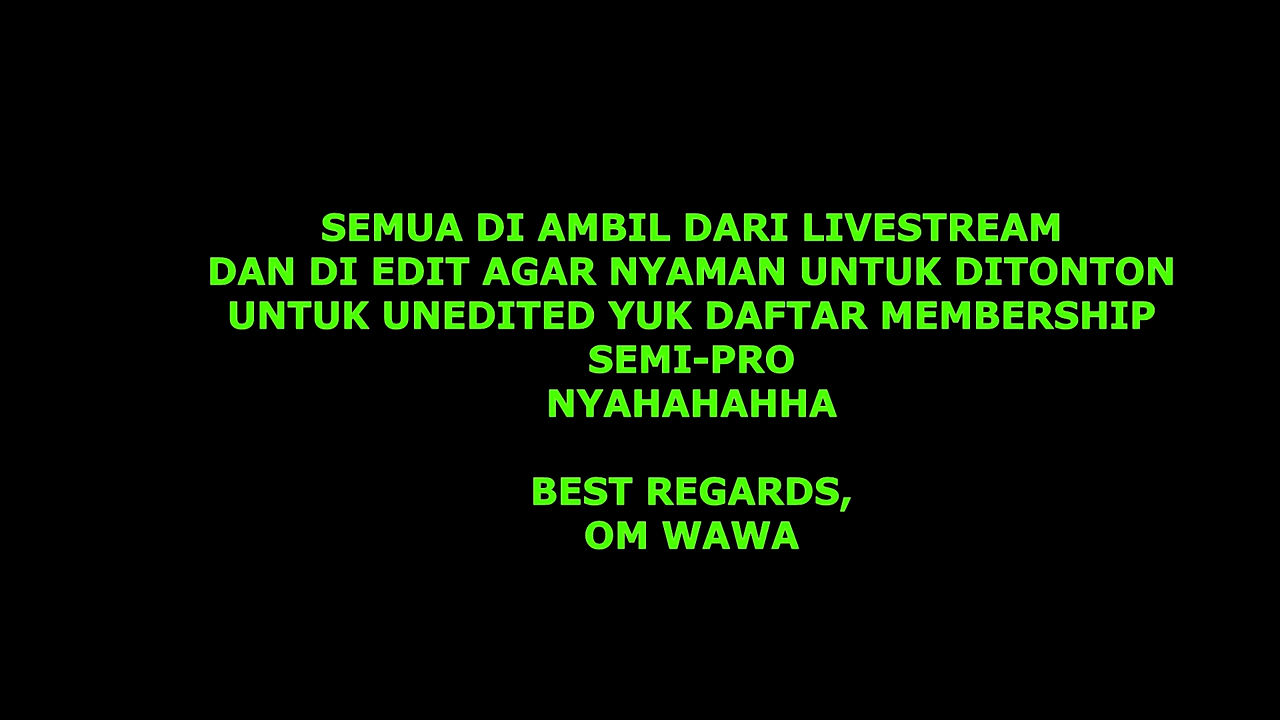 SEMUA DI AMBIL DARI LIVESTREAM
DAN DI EDIT AGAR NYAMAN UNTUK DITONTON
UNTUK UNEDITED YUK DAFTAR MEMBERSHIP
SEMI-PRO
NYAHAHAHHA
BEST REGARDS,
OM WAWA